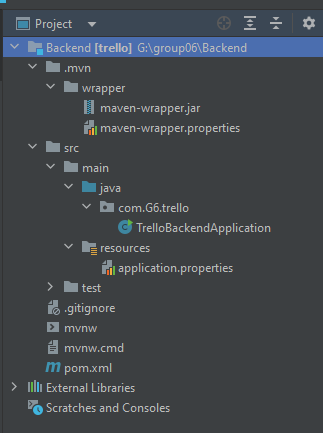 Project
Backend [trello] G:\group06\Backend
.mvn
wrapper
maven-wrapper.jar
maven-wrapper.properties
src
main
java
com.G6.trello
TrelloBackendApplication
resources
application.properties
test
.gitignore
mvnw
mvnw.cmd
pom.xml
External Libraries
Scratches and Consoles